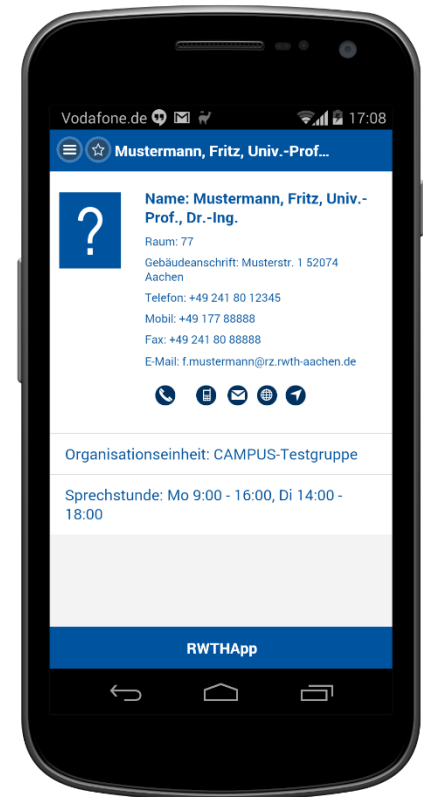 Vodafone.de 17:08
Mustermann, Fritz, Univ.-Prof...
?
Name: Mustermann, Fritz, Univ.-
Prof., Dr.-Ing.
Raum: 77
Gebäudeanschrift: Musterstr. 1 52074
Aachen
Telefon: +49 241 80 12345
Mobil: +49 177 88888
Fax: +49 241 80 88888
E-Mail: f.mustermann@rz.rwth-aachen.de
Organisationseinheit: CAMPUS-Testgruppe
Sprechstunde: Mo 9:00 - 16:00, Di 14:00 -
18:00
RWTHApp